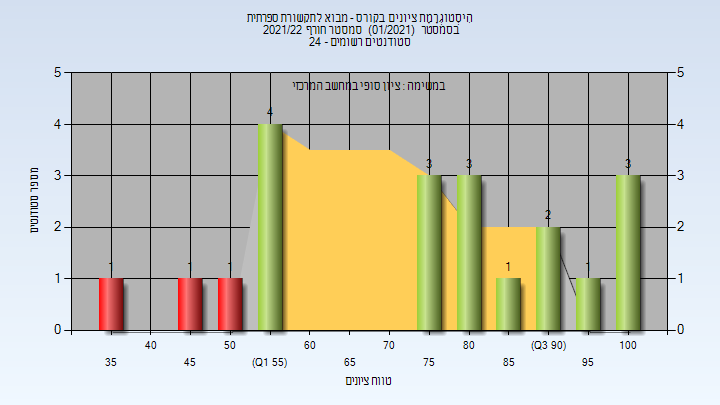 היסטוגרמת ציונים בקורס - מבוא לתקשורת ספרתית
בסמסטר (01/2021) סמסטר חורף 2021/22
סטודנטים רשומים - 24
במשימה : ציון סופי במחשב המרכזי
5 5
4 4
3 3
2 2
1 1
0 0
מספר סטודנטים
1 1 1 4 3 3 1 2 1 3
40 50 60 70 80 (Q3 90) 100
35 45 (Q1 55) 65 75 85 95
טווח ציונים